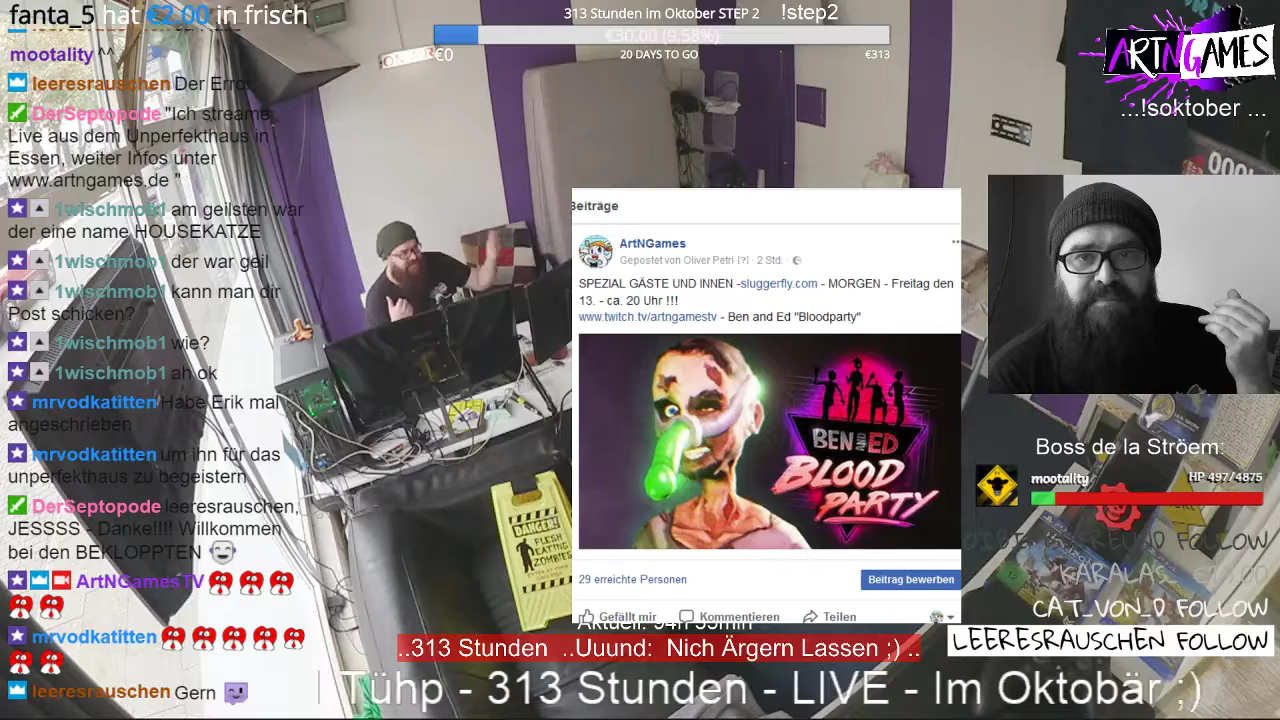 fanta_5 hat €2.00 in frisch
mootality ^^
leeresrauschen Der Error
DerSeptopode "Ich streame
Live aus dem Unperfekthaus in
Essen, weiter Infos unter
www.artngames.de "
1wischmob1 am geilsten war
der eine name HOUSEKATZE
1wischmob1 der war geil
1wischmob1 kann man dir
Post schicken?
1wischmob1 wie?
1wischmob1 ah ok
mrvodkatitten Habe Erik mal
angeschrieben
mrvodkatitten um ihn für das
unperfekthaus zu begeistern
DerSeptopode leeresrauschen,
JESSSS - Danke!!!! Willkommen
bei den BEKLOPPTEN
ArtNGamesTV
mrvodkatitten
leeresrauschen Gern
313 Stunden im Oktober STEP 2 !step2
€30.00 (9.58%)
€0
20 DAYS TO GO
€313
ARTNGAMES
...!soktober ...
Beiträge
ArtNGames
Gepostet von Oliver Petri [?] · 2 Std. ·
SPEZIAL GÄSTE UND INNEN -sluggerfly.com - MORGEN - Freitag den
13. - ca. 20 Uhr !!!
www.twitch.tv/artngamestv - Ben and Ed "Bloodparty"
BEN AND ED
BLOOD
PARTY
29 erreichte Personen
Beitrag bewerben
Gefällt mir
Kommentieren
Teilen
DANGER!
FLESH
EATING
ZOMBIES
Boss de la Ströem:
mootality
HP 497/4875
FOLLOW
KARALAS_
CAT_VON_D FOLLOW
LEERESRAUSCHEN FOLLOW
..313 Stunden ..Uuund: Nich Ärgern Lassen ;) ..
Tühp - 313 Stunden - LIVE - Im Oktobär ;)